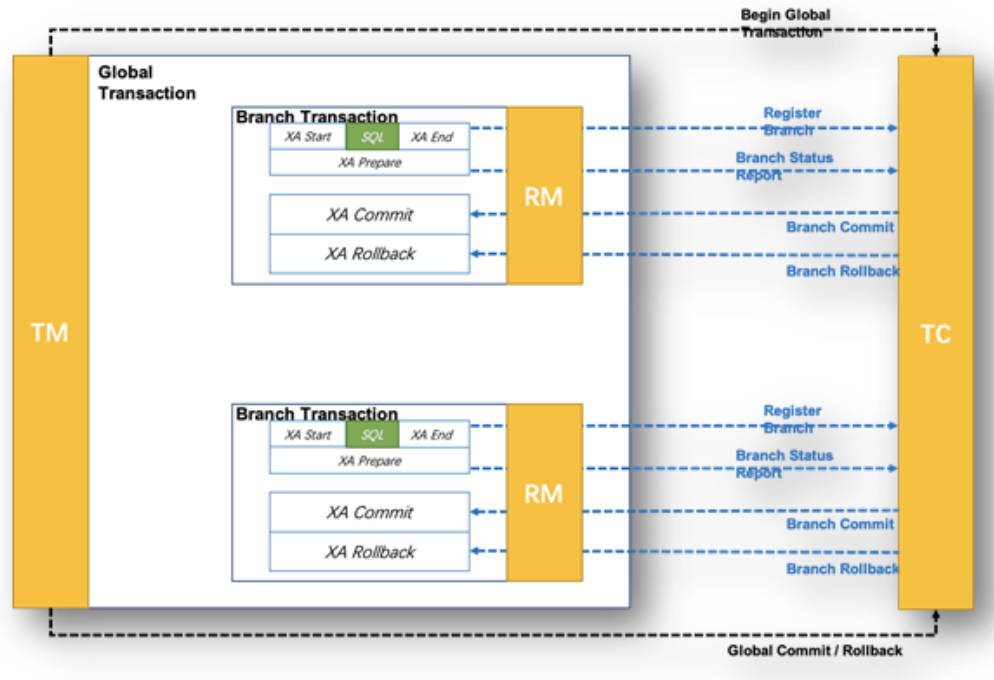 Begin Global
Transaction
Global
Transaction
Branch Transaction
XA Start SQL XA End
XA Prepare
XA Commit
XA Rollback
RM
Register
Branch
Branch Status
Report
Branch Commit
Branch Rollback
TM
TC
Branch Transaction
XA Start SQL XA End
XA Prepare
XA Commit
XA Rollback
RM
Register
Branch
Branch Status
Report
Branch Commit
Branch Rollback
Global Commit / Rollback